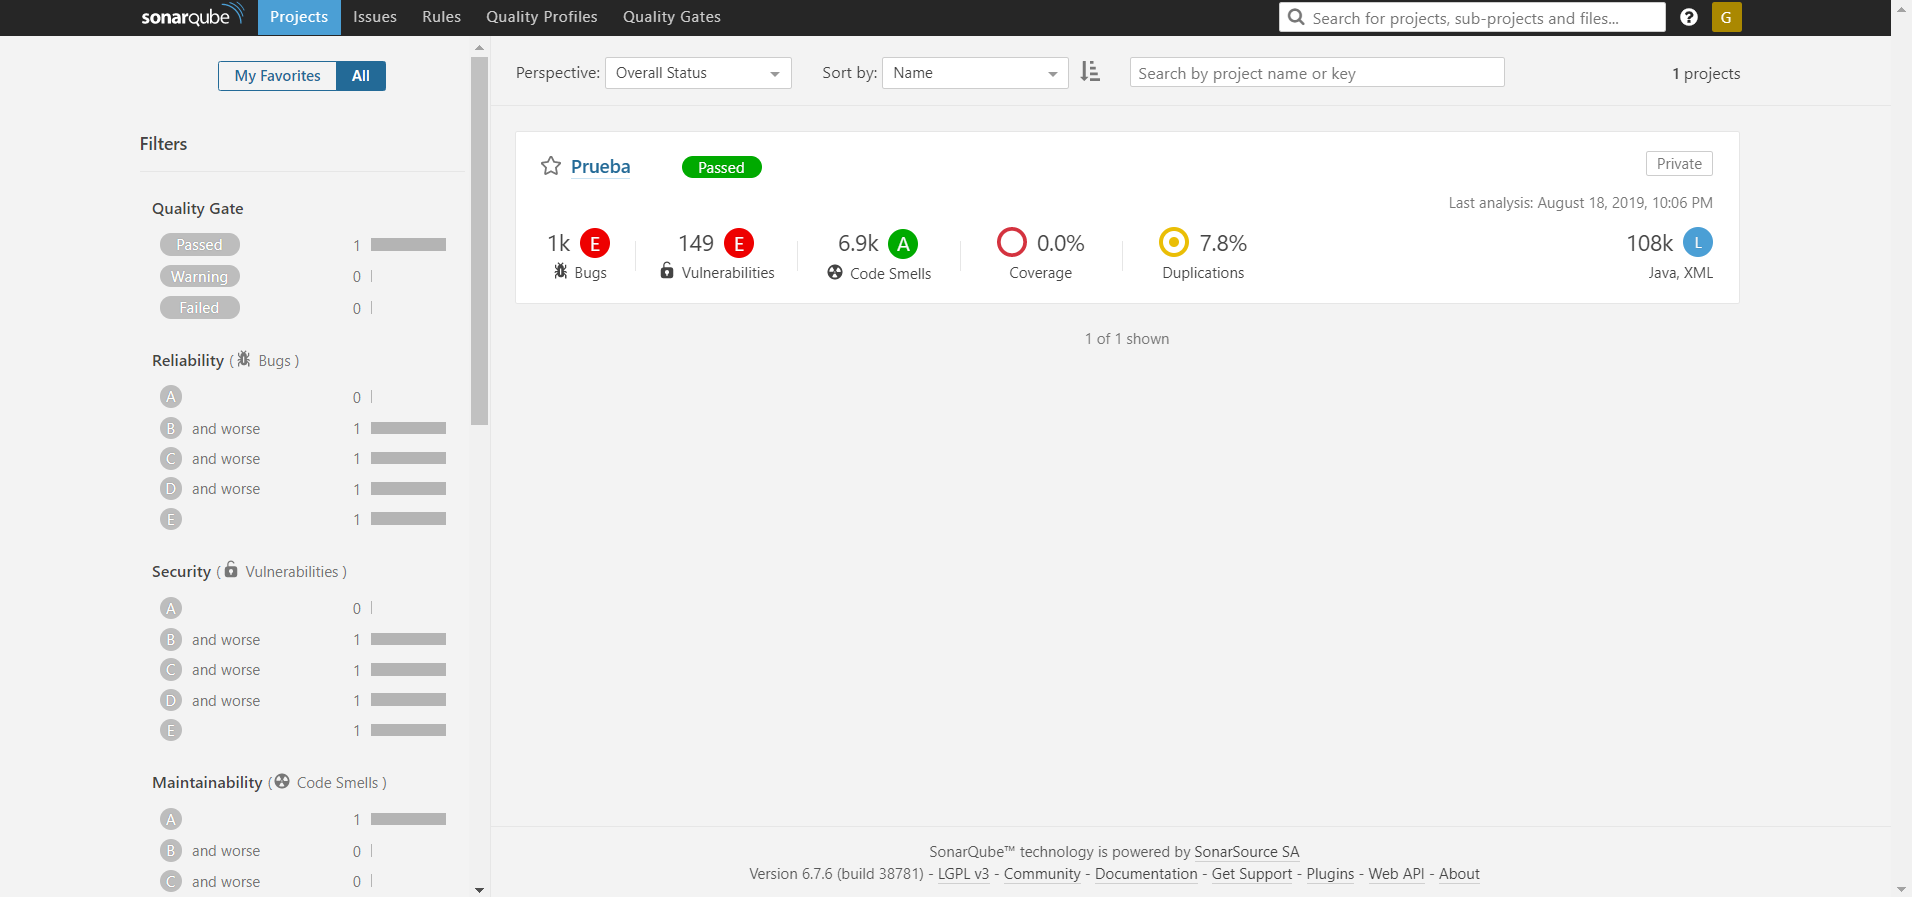 sonarqube Projects Issues Rules Quality Profiles Quality Gates Search for projects, sub-projects and files... ? G
My Favorites All
Perspective: Overall Status Sort by: Name Search by project name or key 1 projects
Filters
Quality Gate
Passed 1
Warning 0
Failed 0
Reliability ( Bugs )
A 0
B and worse 1
C and worse 1
D and worse 1
E 1
Security ( Vulnerabilities )
A 0
B and worse 1
C and worse 1
D and worse 1
E 1
Maintainability ( Code Smells )
A 1
B and worse 0
C and worse 0
Prueba Passed Private
Last analysis: August 18, 2019, 10:06 PM
1k E 149 E 6.9k A 0.0% 7.8% 108k L
Bugs Vulnerabilities Code Smells Coverage Duplications Java, XML
1 of 1 shown
SonarQube™ technology is powered by SonarSource SA
Version 6.7.6 (build 38781) - LGPL v3 - Community - Documentation - Get Support - Plugins - Web API - About